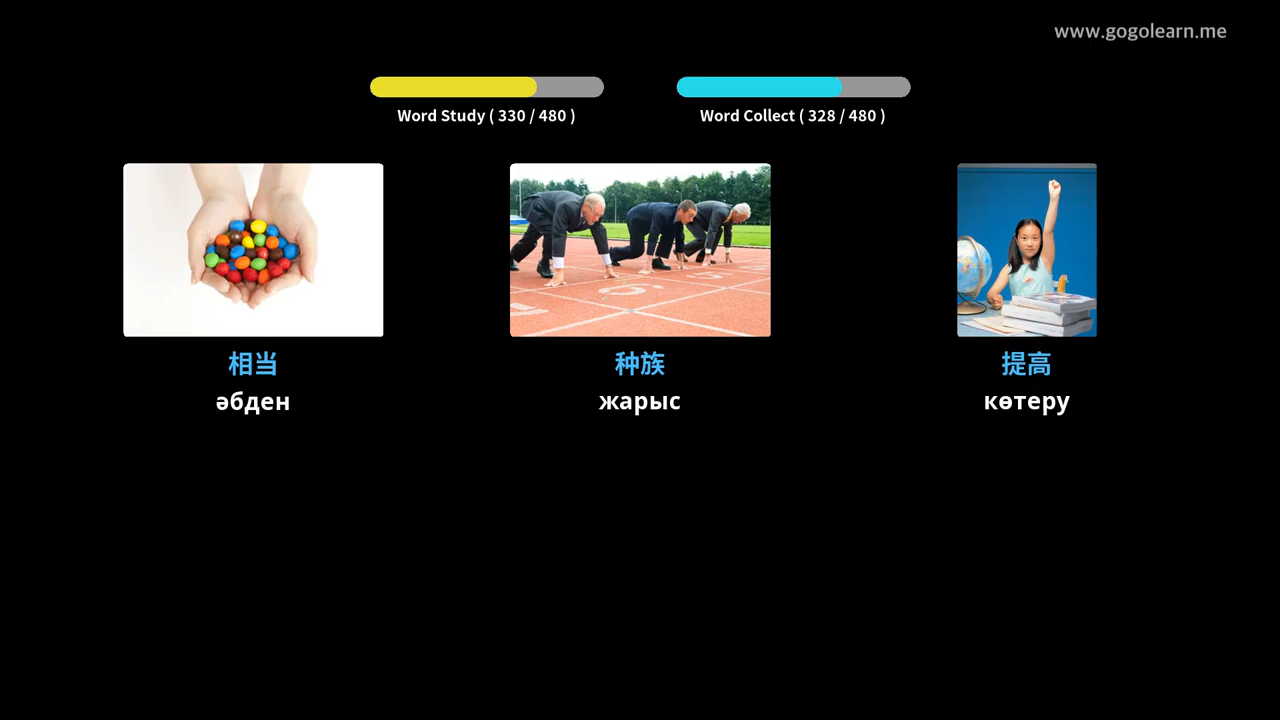 www.gogolearn.me
Word Study ( 330 / 480 )
Word Collect ( 328 / 480 )
相当
әбден
种族
жарыс
提高
көтеру